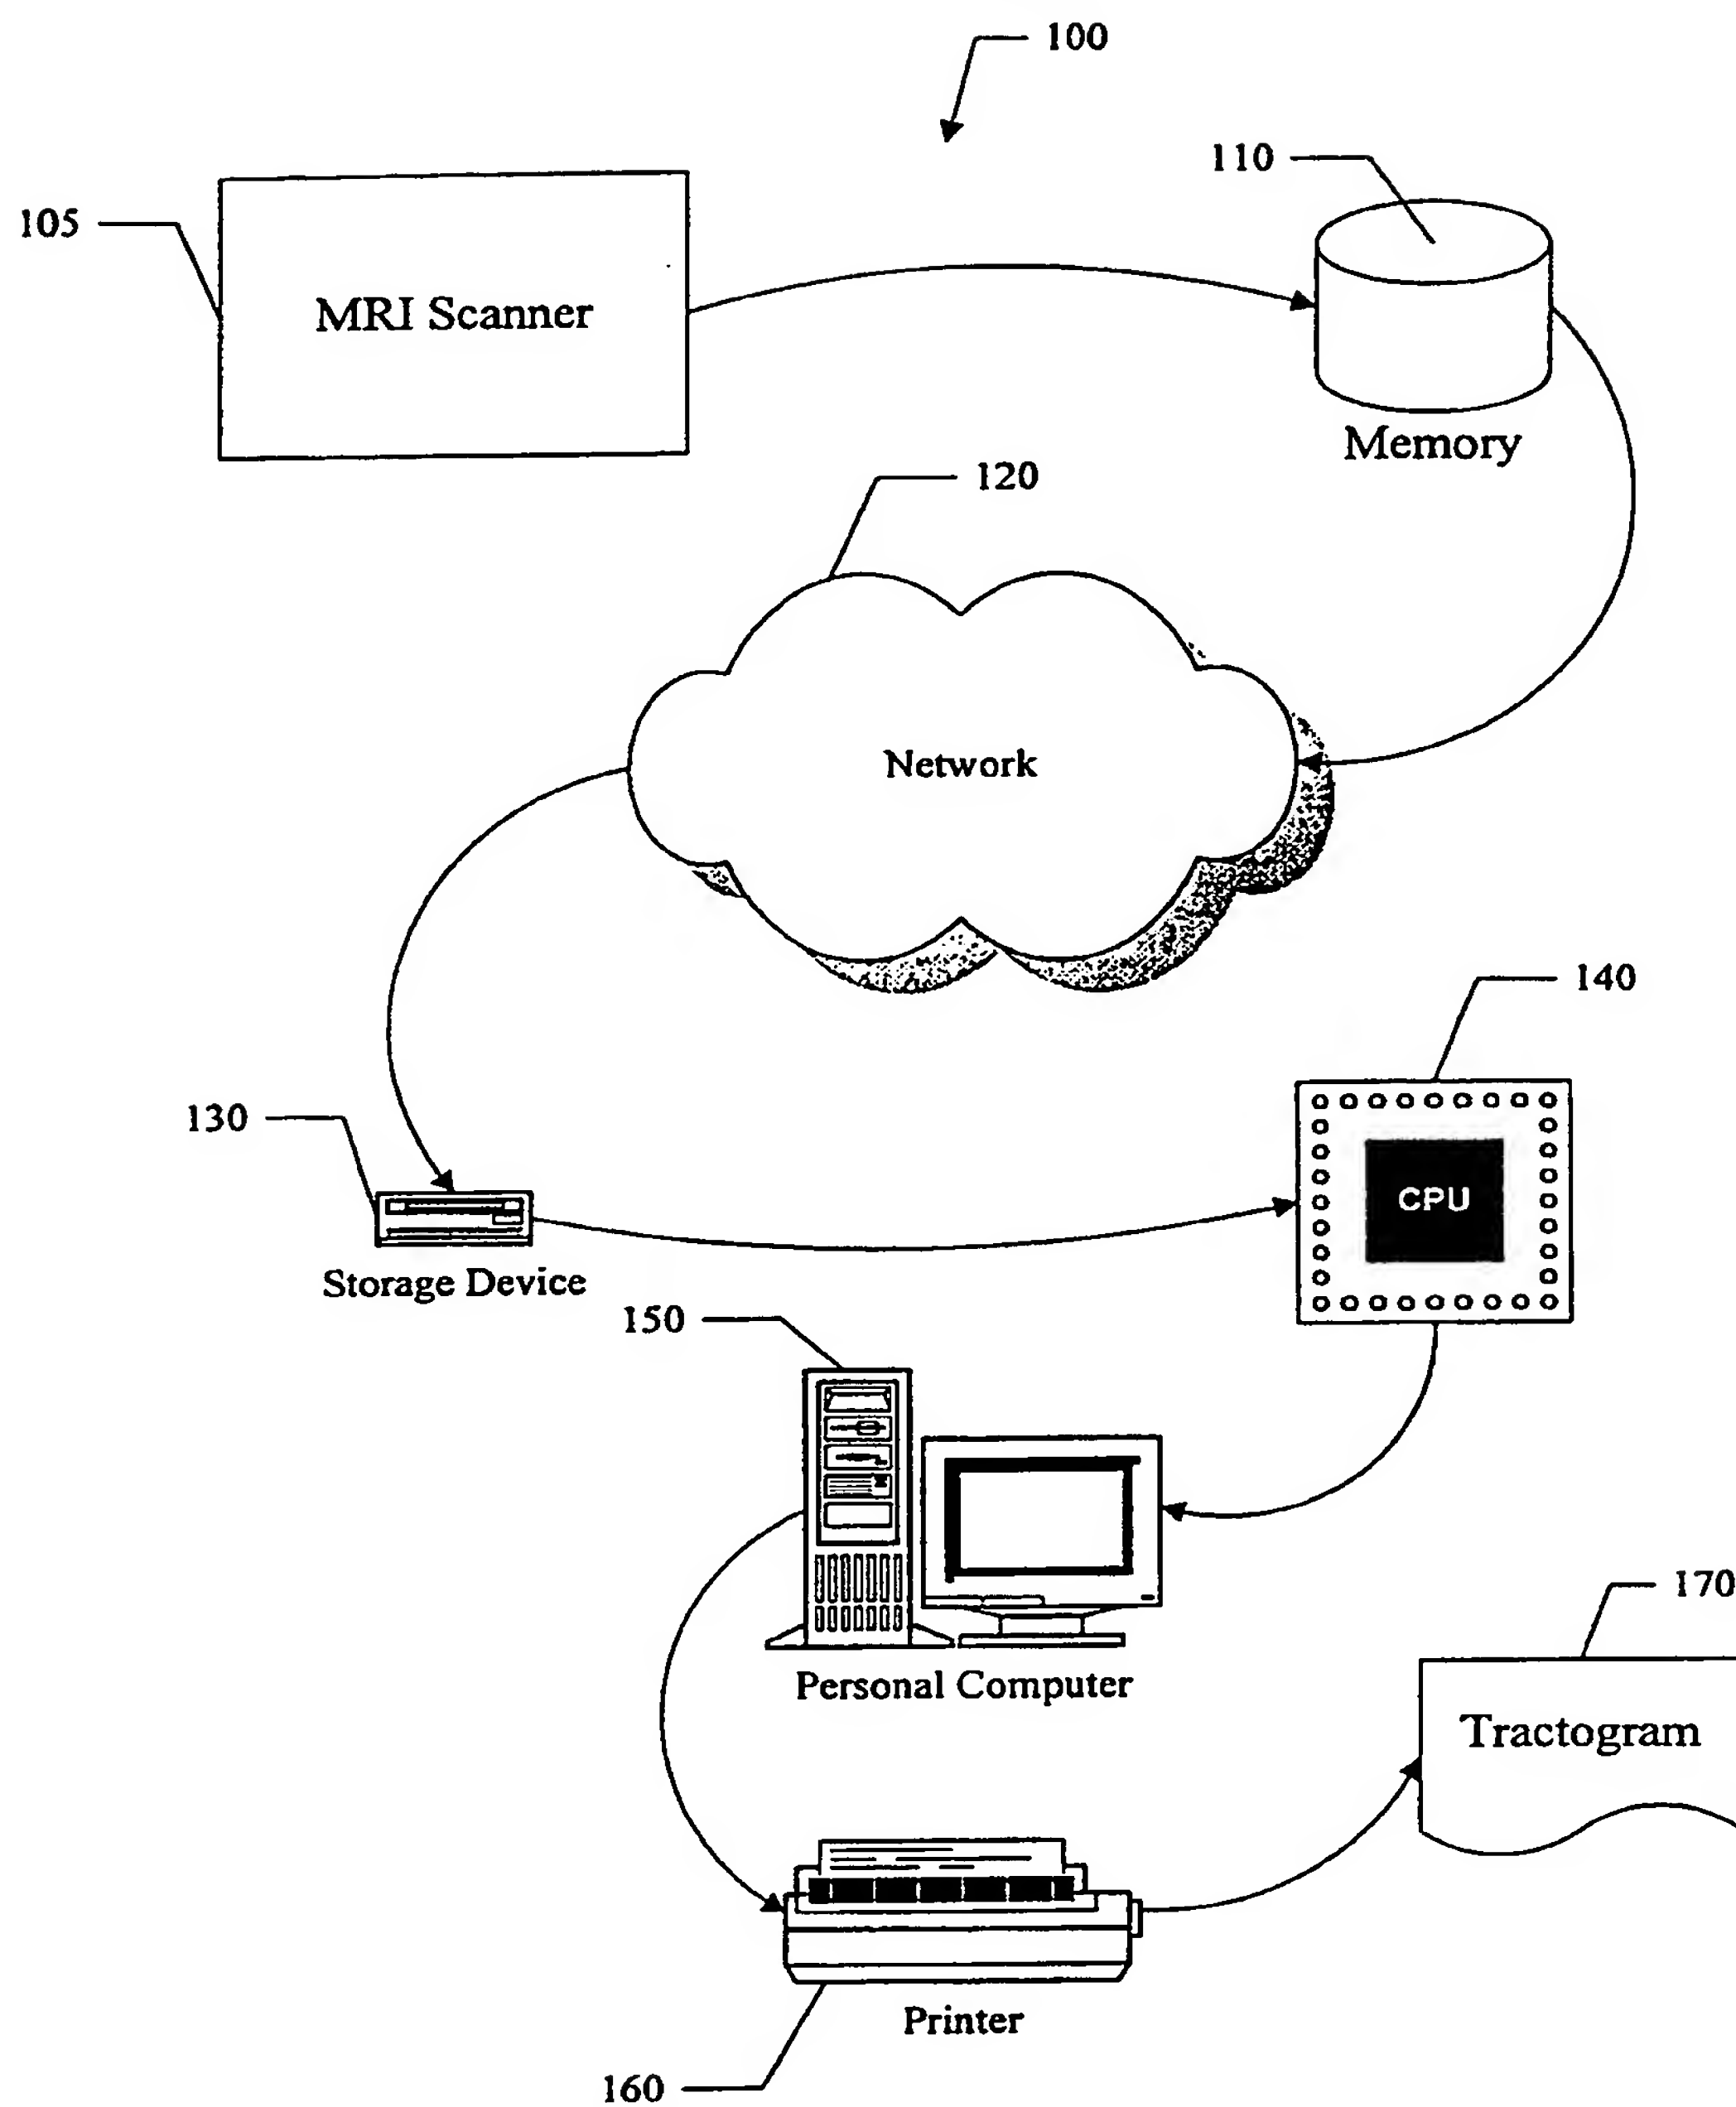 100
110
105
MRI Scanner
Memory
120
Network
140
130
CPU
Storage Device
150
170
Personal Computer
Tractogram
Printer
160